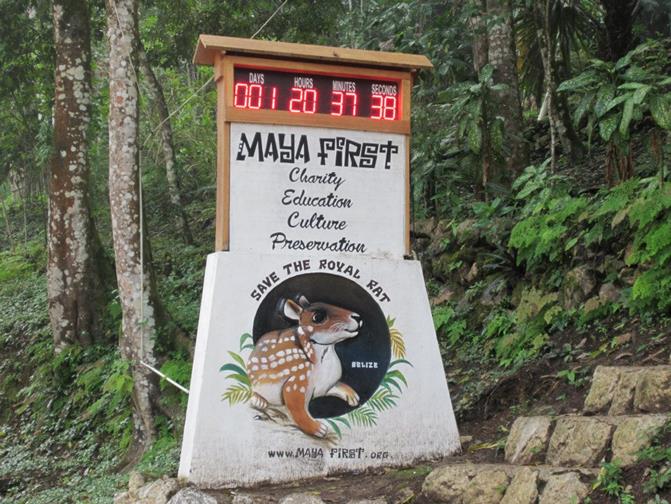 DAYS HOURS MINUTES SECONDS
001 20 37 38
MAYA FIRST
Charity
Education
Culture
Preservation
SAVE THE ROYAL RAT
BELIZE
WWW.MAYA FIRST.ORG